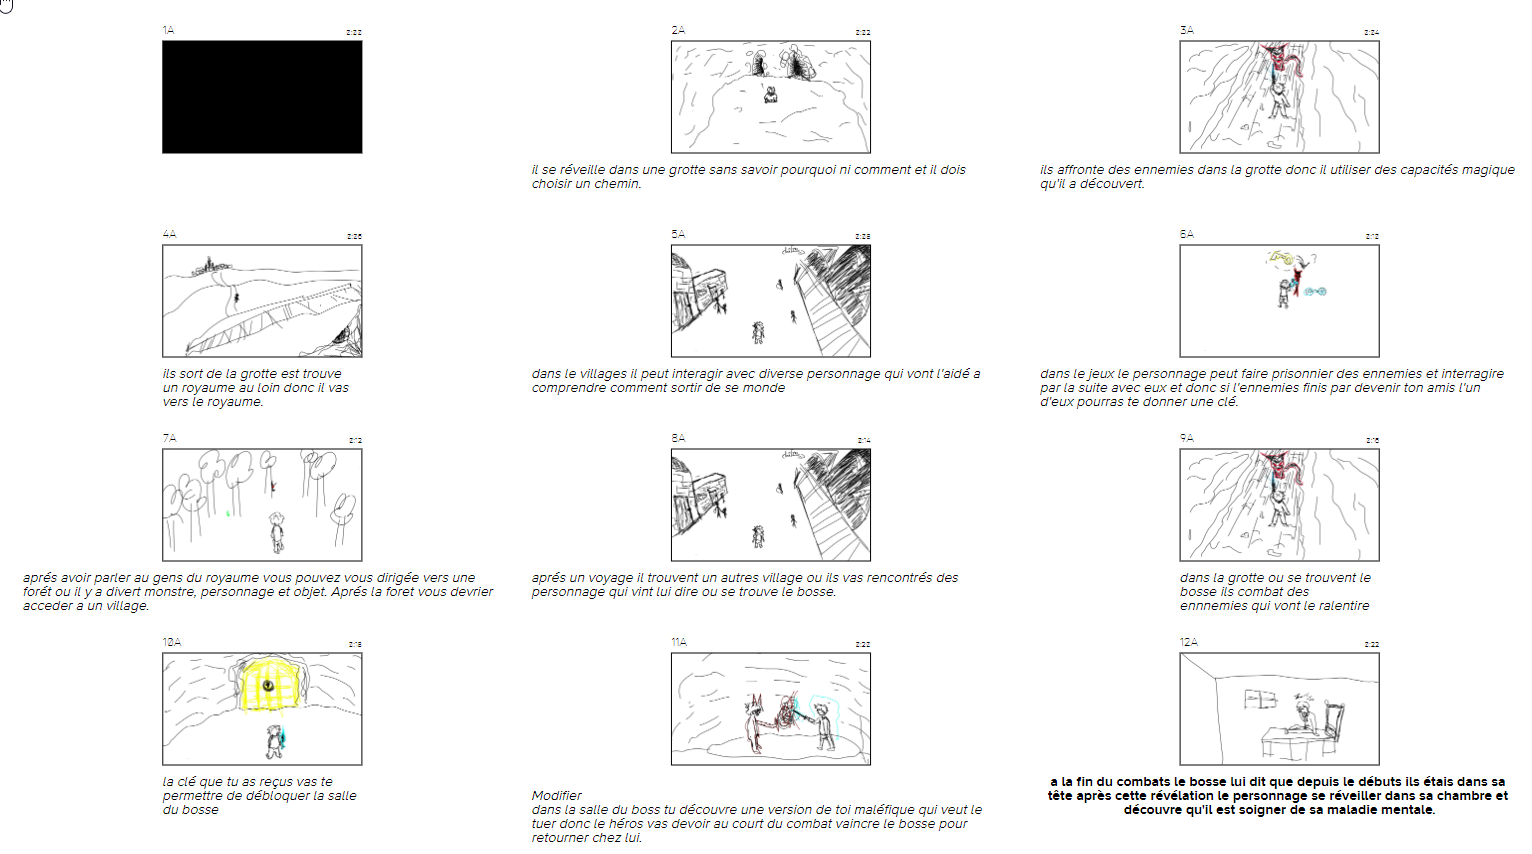 1A 2:22
2A 2:22
il se réveille dans une grotte sans savoir pourquoi ni comment et il dois
choisir un chemin.
3A 2:24
ils affronte des ennemies dans la grotte donc il utiliser des capacités magique
qu'il a découvert.
4A 2:26
ils sort de la grotte est trouve
un royaume au loin donc il vas
vers le royaume.
5A 2:28
dans le villages il peut interagir avec diverse personnage qui vont l'aidé a
comprendre comment sortir de se monde
6A 2:12
dans le jeux le personnage peut faire prisonnier des ennemies et interragire
par la suite avec eux et donc si l'ennemies finis par devenir ton amis l'un
d'eux pourras te donner une clé.
7A 2:12
aprés avoir parler au gens du royaume vous pouvez vous dirigée vers une
forêt ou il y a divert monstre, personnage et objet. Aprés la foret vous devrier
acceder a un village.
8A 2:14
aprés un voyage il trouvent un autres village ou ils vas rencontrés des
personnage qui vint lui dire ou se trouve le bosse.
9A 2:16
dans la grotte ou se trouvent le
bosse ils combat des
ennnemies qui vont le ralentire
10A 2:18
la clé que tu as reçus vas te
permettre de débloquer la salle
du bosse
11A 2:22
Modifier
dans la salle du boss tu découvre une version de toi maléfique qui veut le
tuer donc le héros vas devoir au court du combat vaincre le bosse pour
retourner chez lui.
12A 2:22
a la fin du combats le bosse lui dit que depuis le débuts ils étais dans sa
tête après cette révélation le personnage se réveiller dans sa chambre et
découvre qu'il est soigner de sa maladie mentale.